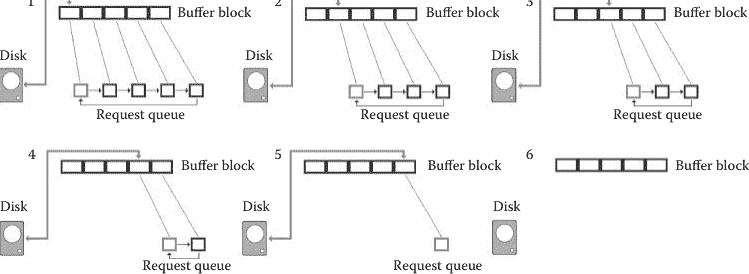 1 Buffer block 2 Buffer block 3 Buffer block
Disk Disk Disk
Request queue Request queue Request queue
4 Buffer block 5 Buffer block 6 Buffer block
Disk Disk Disk
Request queue Request queue